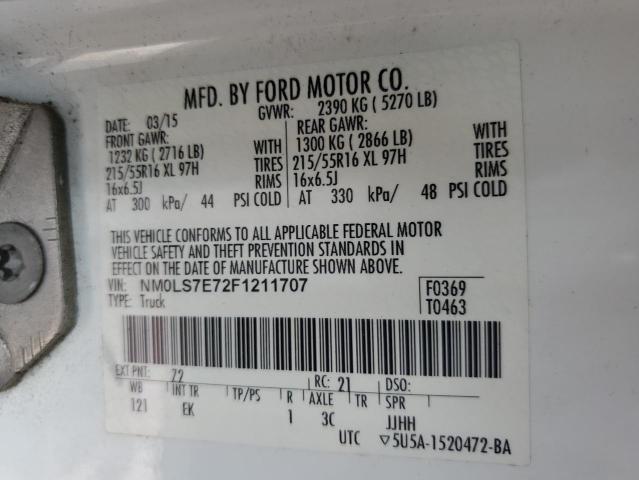 MFD. BY FORD MOTOR CO.
DATE: 03/15 GVWR: 2390 KG ( 5270 LB)
FRONT GAWR: WITH REAR GAWR: WITH
1232 KG ( 2716 LB) TIRES 1300 KG ( 2866 LB) TIRES
215/55R16 XL 97H RIMS 215/55R16 XL 97H RIMS
16x6.5J 16x6.5J
AT 300 kPa/ 44 PSI COLD AT 330 kPa/ 48 PSI COLD
THIS VEHICLE CONFORMS TO ALL APPLICABLE FEDERAL MOTOR
VEHICLE SAFETY AND THEFT PREVENTION STANDARDS IN
EFFECT ON THE DATE OF MANUFACTURE SHOWN ABOVE.
VIN: NM0LS7E72F1211707 F0369
TYPE: Truck T0463
EXT PNT: 72 RC: 21 DSO:
WB INT TR TP/PS R AXLE TR SPR
121 EK 1 3C JJHH
UTC ▽5U5A-1520472-BA